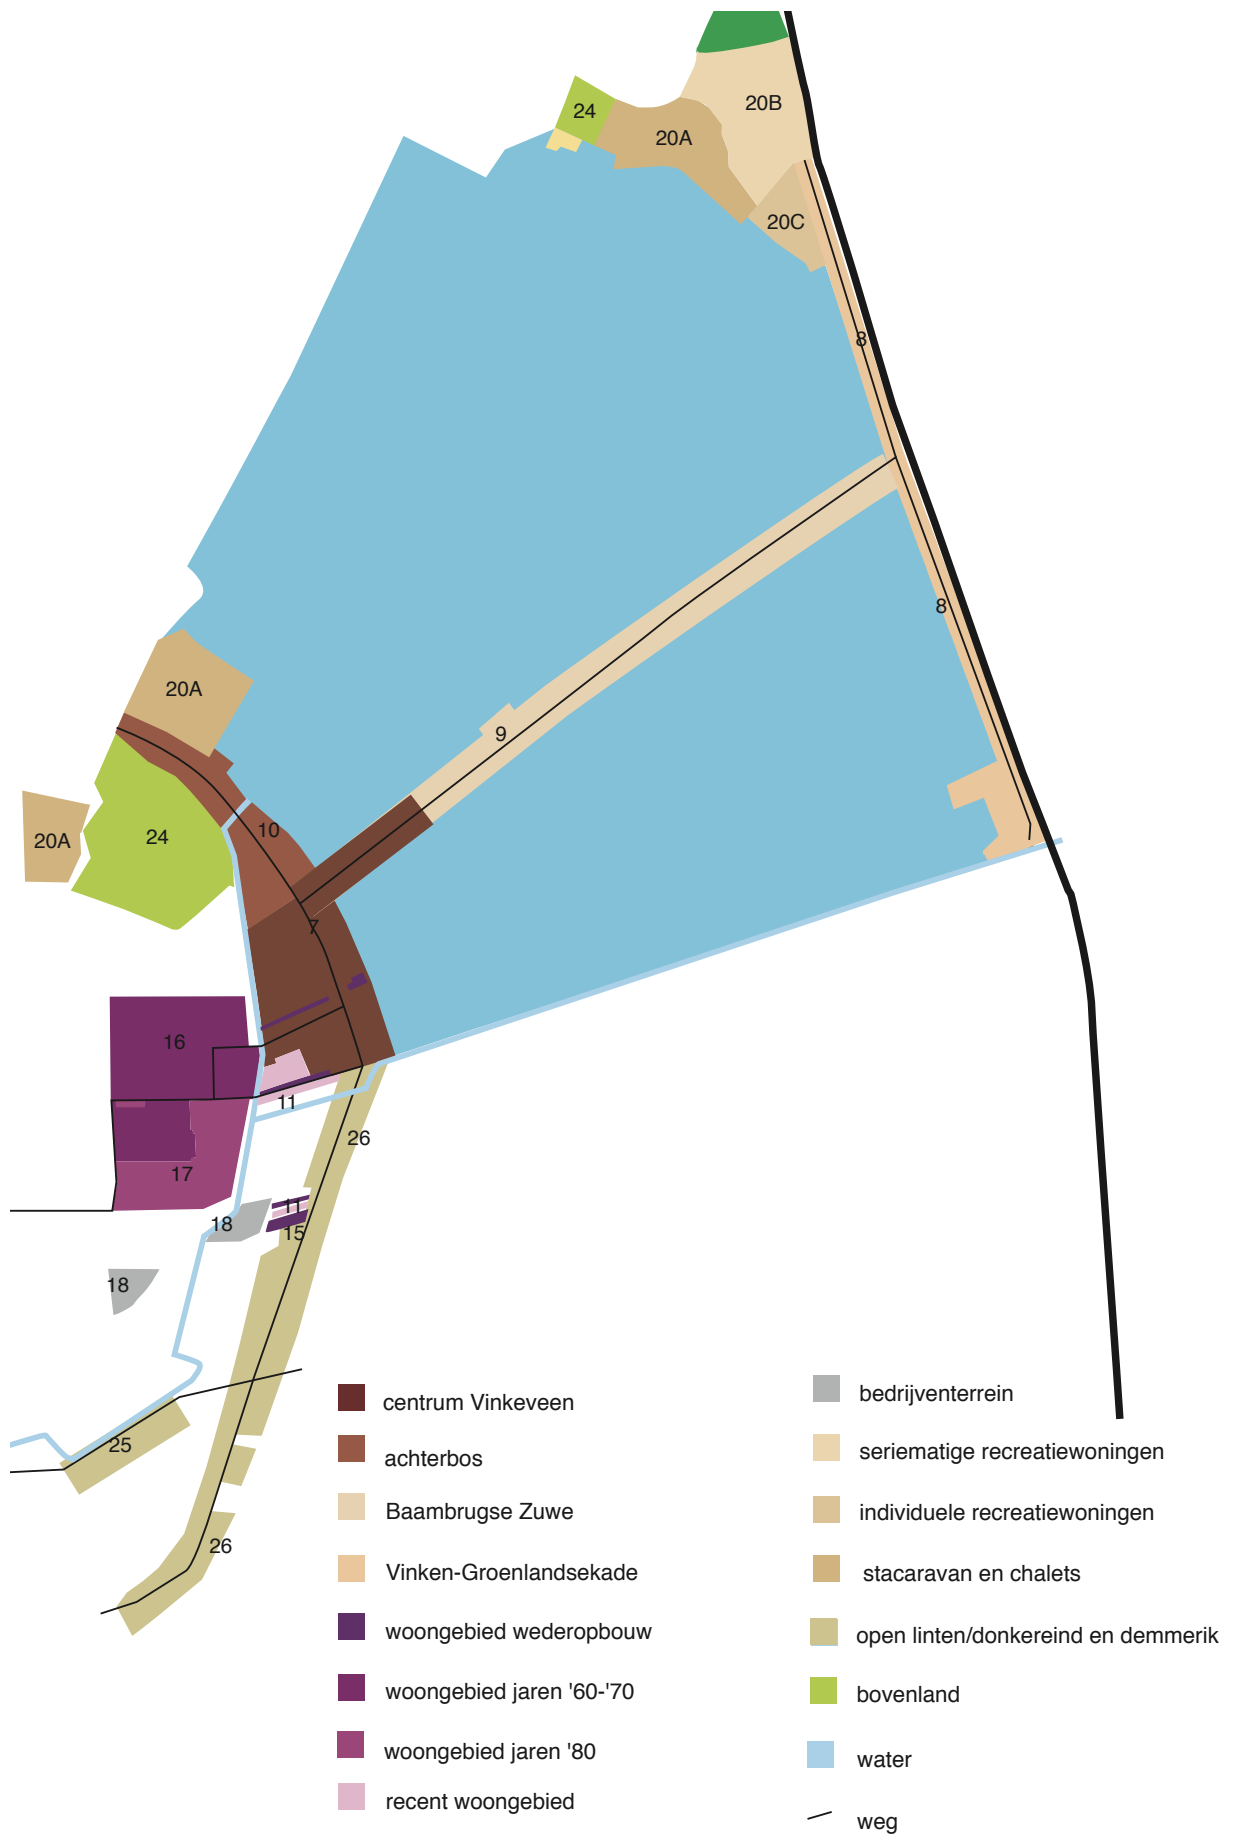 20B
24
20A
20C
8
8
20A
9
10
24
20A
7
16
11
26
17
11
18
15
18
25
26
centrum Vinkeveen
achterbos
Baambrugse Zuwe
Vinken-Groenlandsekade
woongebied wederopbouw
woongebied jaren '60-'70
woongebied jaren '80
recent woongebied
bedrijventerrein
seriematige recreatiewoningen
individuele recreatiewoningen
stacaravan en chalets
open linten/donkereind en demmerik
bovenland
water
weg